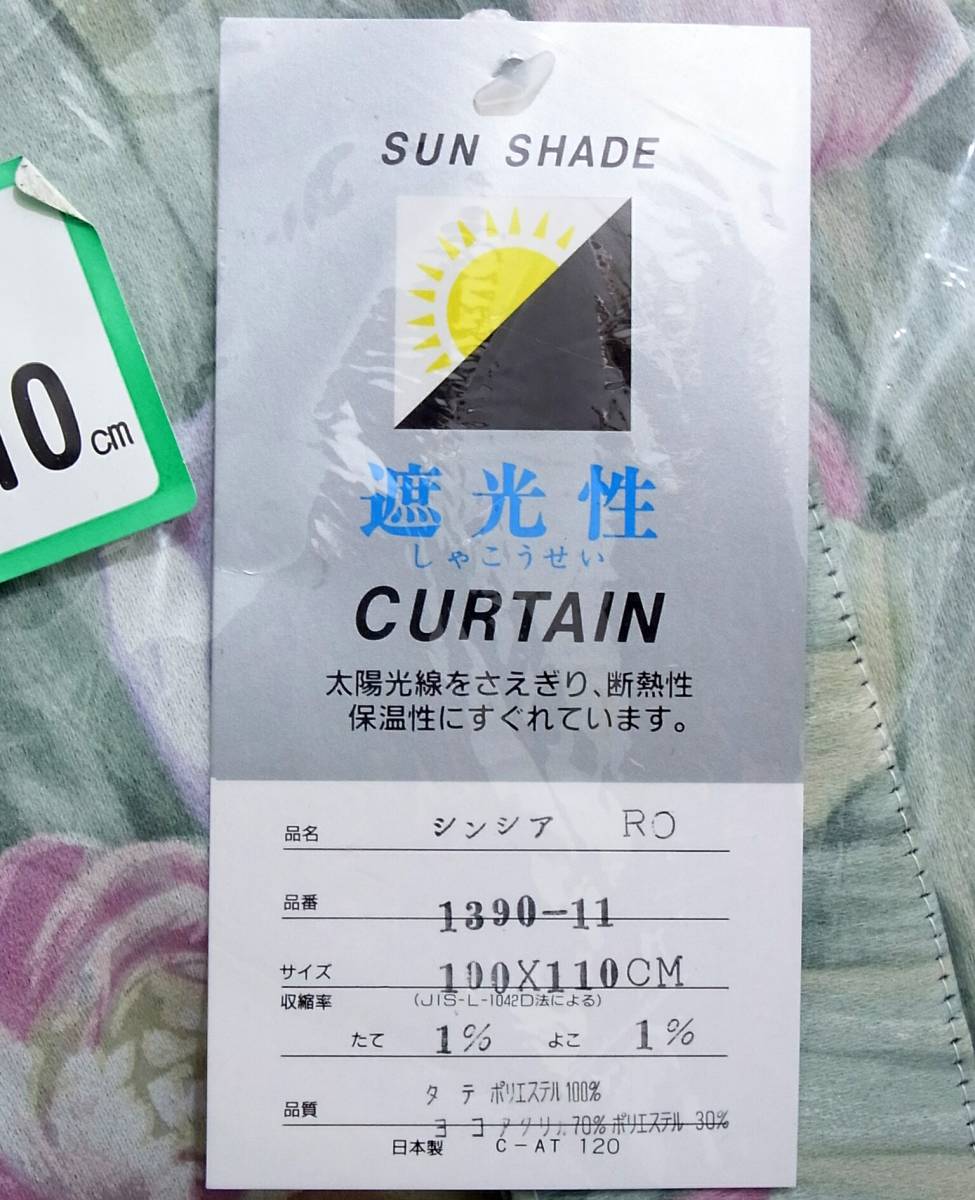 SUN SHADE
遮光性
しゃこうせい
CURTAIN
太陽光線をさえぎり、断熱性
保温性にすぐれています。
10cm
品名 シンシア RO
品番 1390-11
サイズ 100X110CM
収縮率 (JIS-L-1042D法による)
たて 1% よこ 1%
タテ ポリエステル100%
品質
ヨコ アクリル70% ポリエステル 30%
日本製 C-AT 120